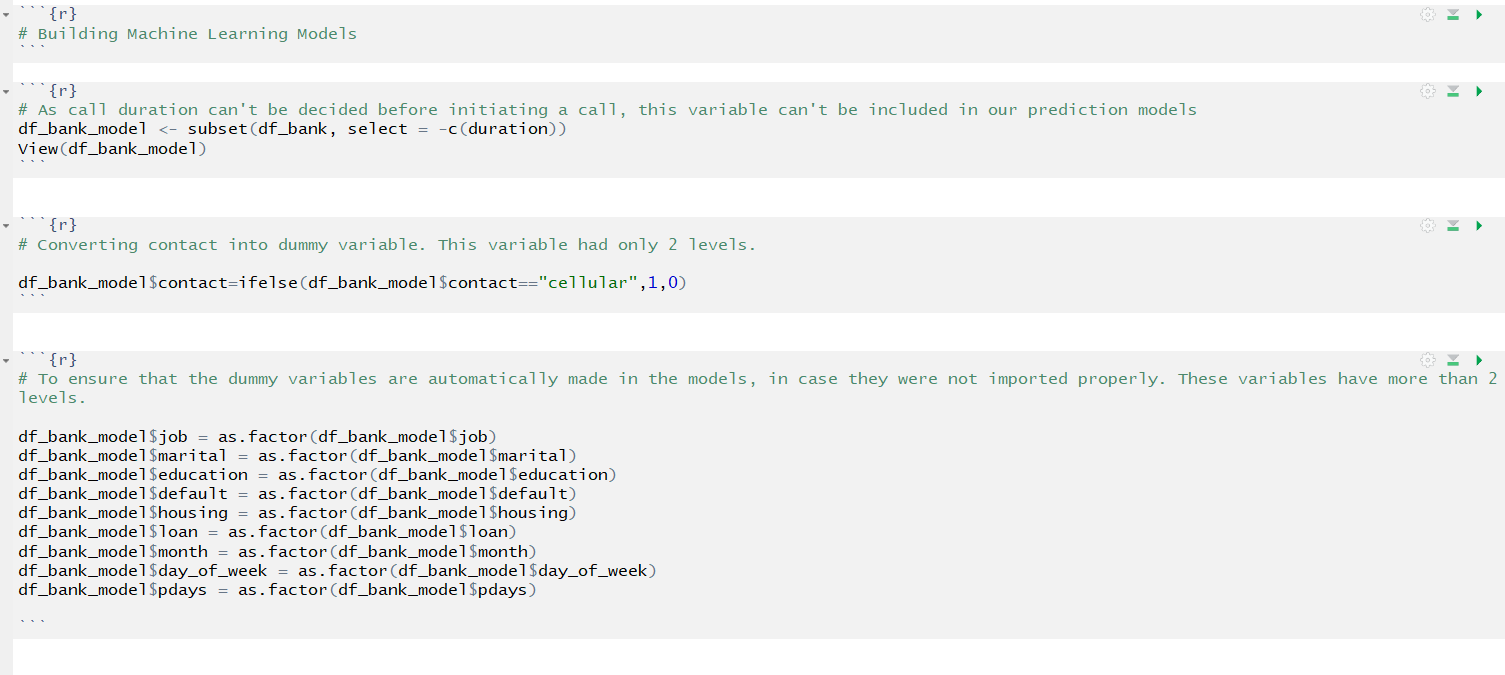 ```{r}
# Building Machine Learning Models
```
```{r}
# As call duration can't be decided before initiating a call, this variable can't be included in our prediction models
df_bank_model <- subset(df_bank, select = -c(duration))
View(df_bank_model)
```
```{r}
# Converting contact into dummy variable. This variable had only 2 levels.
df_bank_model$contact=ifelse(df_bank_model$contact=="cellular",1,0)
```
```{r}
# To ensure that the dummy variables are automatically made in the models, in case they were not imported properly. These variables have more than 2
levels.
df_bank_model$job = as.factor(df_bank_model$job)
df_bank_model$marital = as.factor(df_bank_model$marital)
df_bank_model$education = as.factor(df_bank_model$education)
df_bank_model$default = as.factor(df_bank_model$default)
df_bank_model$housing = as.factor(df_bank_model$housing)
df_bank_model$loan = as.factor(df_bank_model$loan)
df_bank_model$month = as.factor(df_bank_model$month)
df_bank_model$day_of_week = as.factor(df_bank_model$day_of_week)
df_bank_model$pdays = as.factor(df_bank_model$pdays)
```